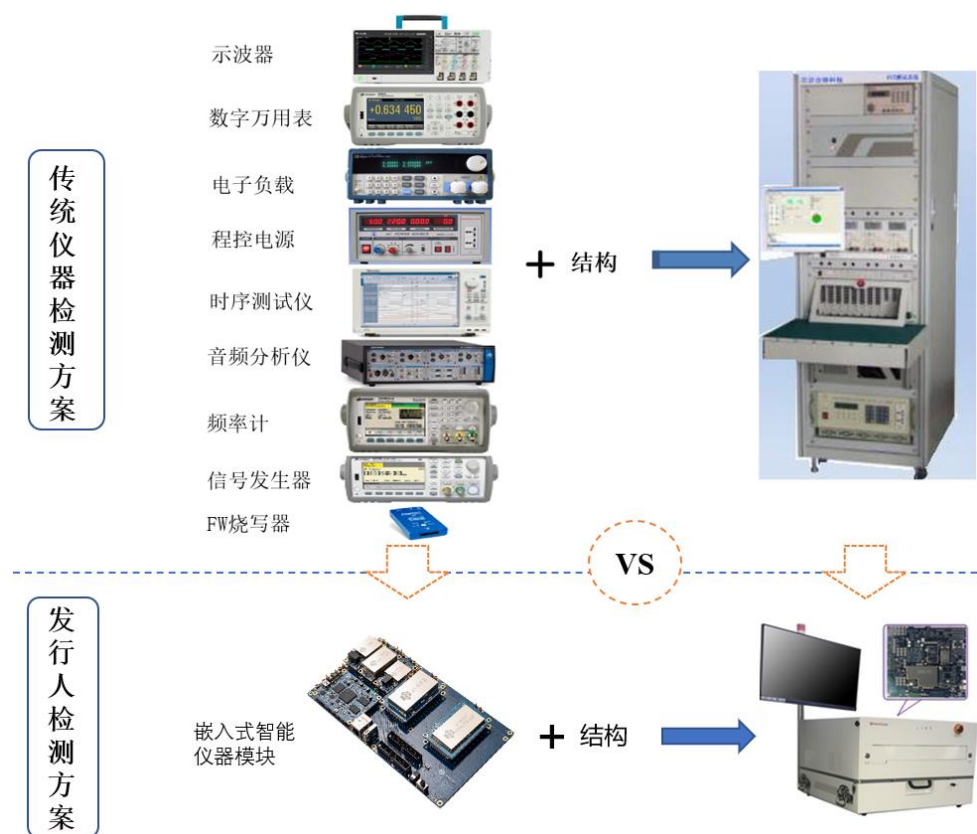 示波器
数字万用表
电子负载
程控电源
时序测试仪
音频分析仪
频率计
信号发生器
FW烧写器
传统仪器检测方案
+0.634 450
+ 结构
VS
发行人检测方案
嵌入式智能
仪器模块
+ 结构